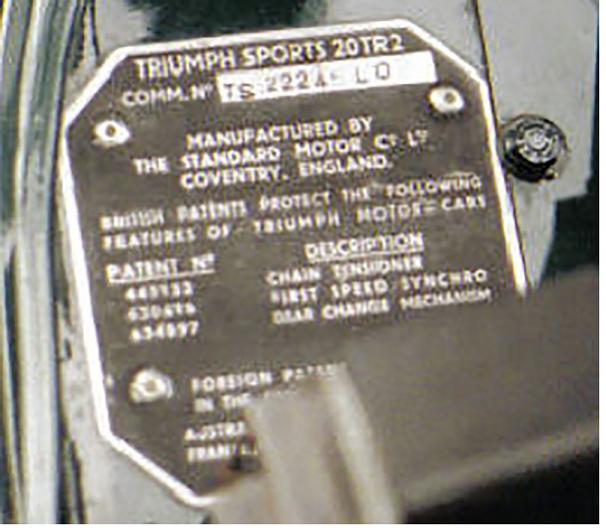 TRIUMPH SPORTS 20TR2
COMM. Nº TS 2224 LO
MANUFACTURED BY
THE STANDARD MOTOR Cº Lᵀᴰ
COVENTRY, ENGLAND.
BRITISH PATENTS PROTECT THE FOLLOWING
FEATURES OF TRIUMPH MOTOR CARS
PATENT Nº DESCRIPTION
CHAIN TENSIONER
FIRST SPEED SYNCHRO
GEAR CHANGE MECHANISM
FOREIGN
IN THE